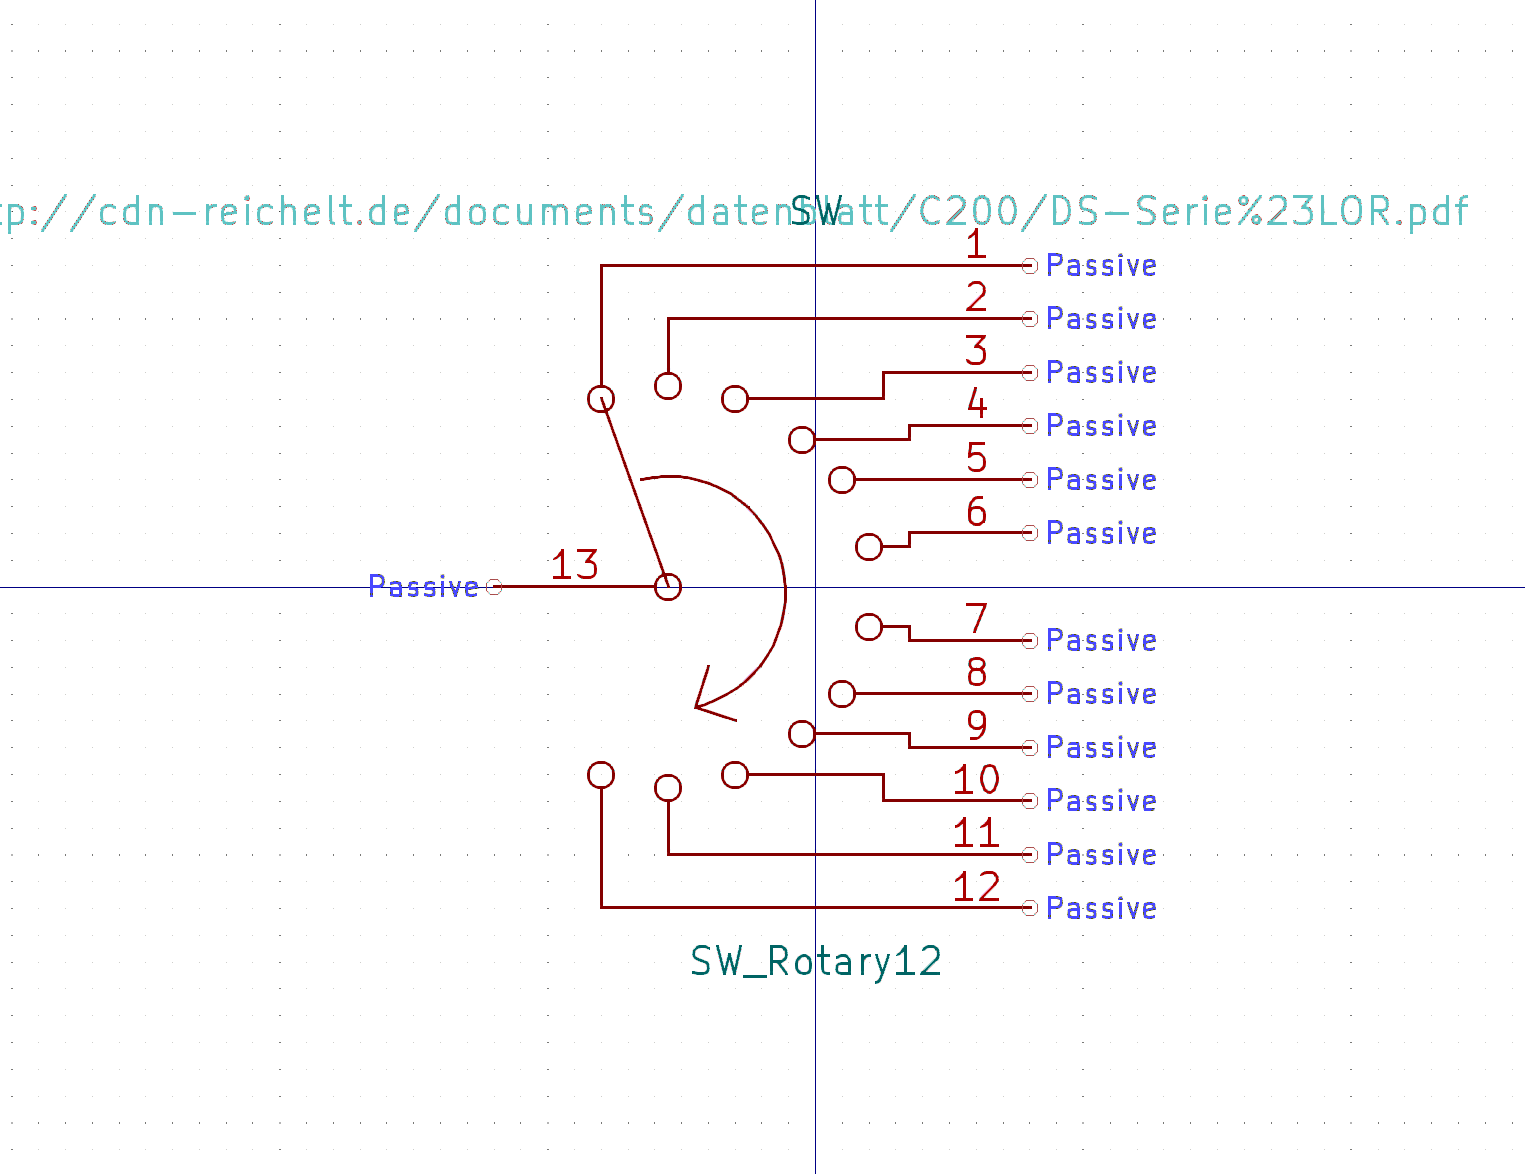 tp://cdn-reichelt.de/documents/datenblatt/C200/DS-Serie%23LOR.pdf
SW
1 Passive
2 Passive
3 Passive
4 Passive
5 Passive
6 Passive
Passive 13
7 Passive
8 Passive
9 Passive
10 Passive
11 Passive
12 Passive
SW_Rotary12